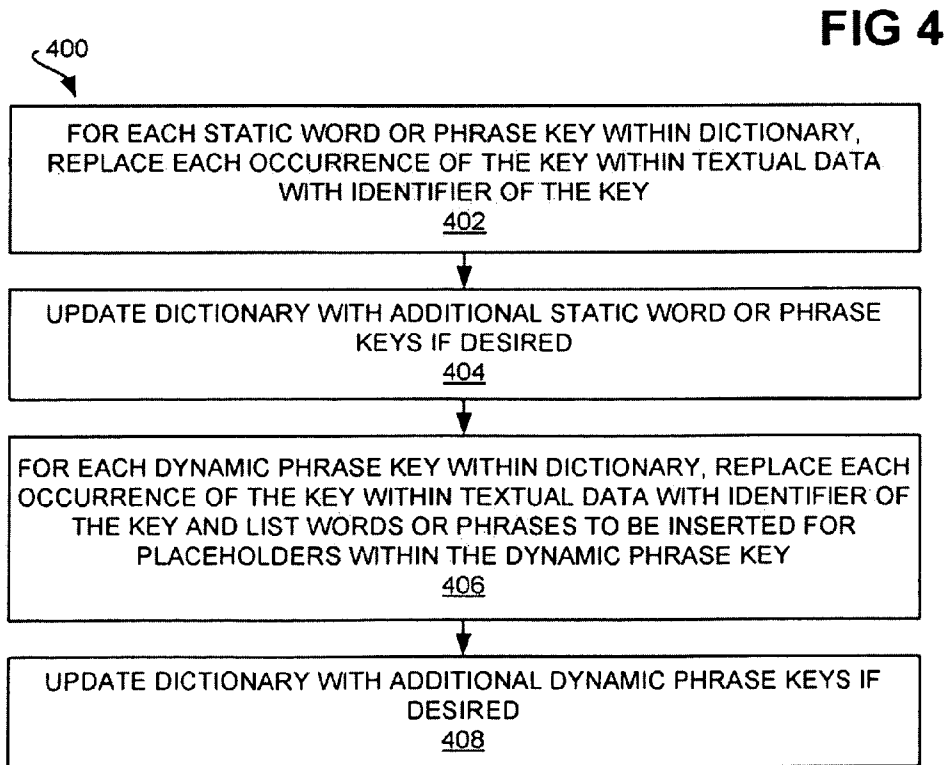 FIG 4
400
FOR EACH STATIC WORD OR PHRASE KEY WITHIN DICTIONARY,
REPLACE EACH OCCURRENCE OF THE KEY WITHIN TEXTUAL DATA
WITH IDENTIFIER OF THE KEY
402
UPDATE DICTIONARY WITH ADDITIONAL STATIC WORD OR PHRASE
KEYS IF DESIRED
404
FOR EACH DYNAMIC PHRASE KEY WITHIN DICTIONARY, REPLACE EACH
OCCURRENCE OF THE KEY WITHIN TEXTUAL DATA WITH IDENTIFIER OF
THE KEY AND LIST WORDS OR PHRASES TO BE INSERTED FOR
PLACEHOLDERS WITHIN THE DYNAMIC PHRASE KEY
406
UPDATE DICTIONARY WITH ADDITIONAL DYNAMIC PHRASE KEYS IF
DESIRED
408